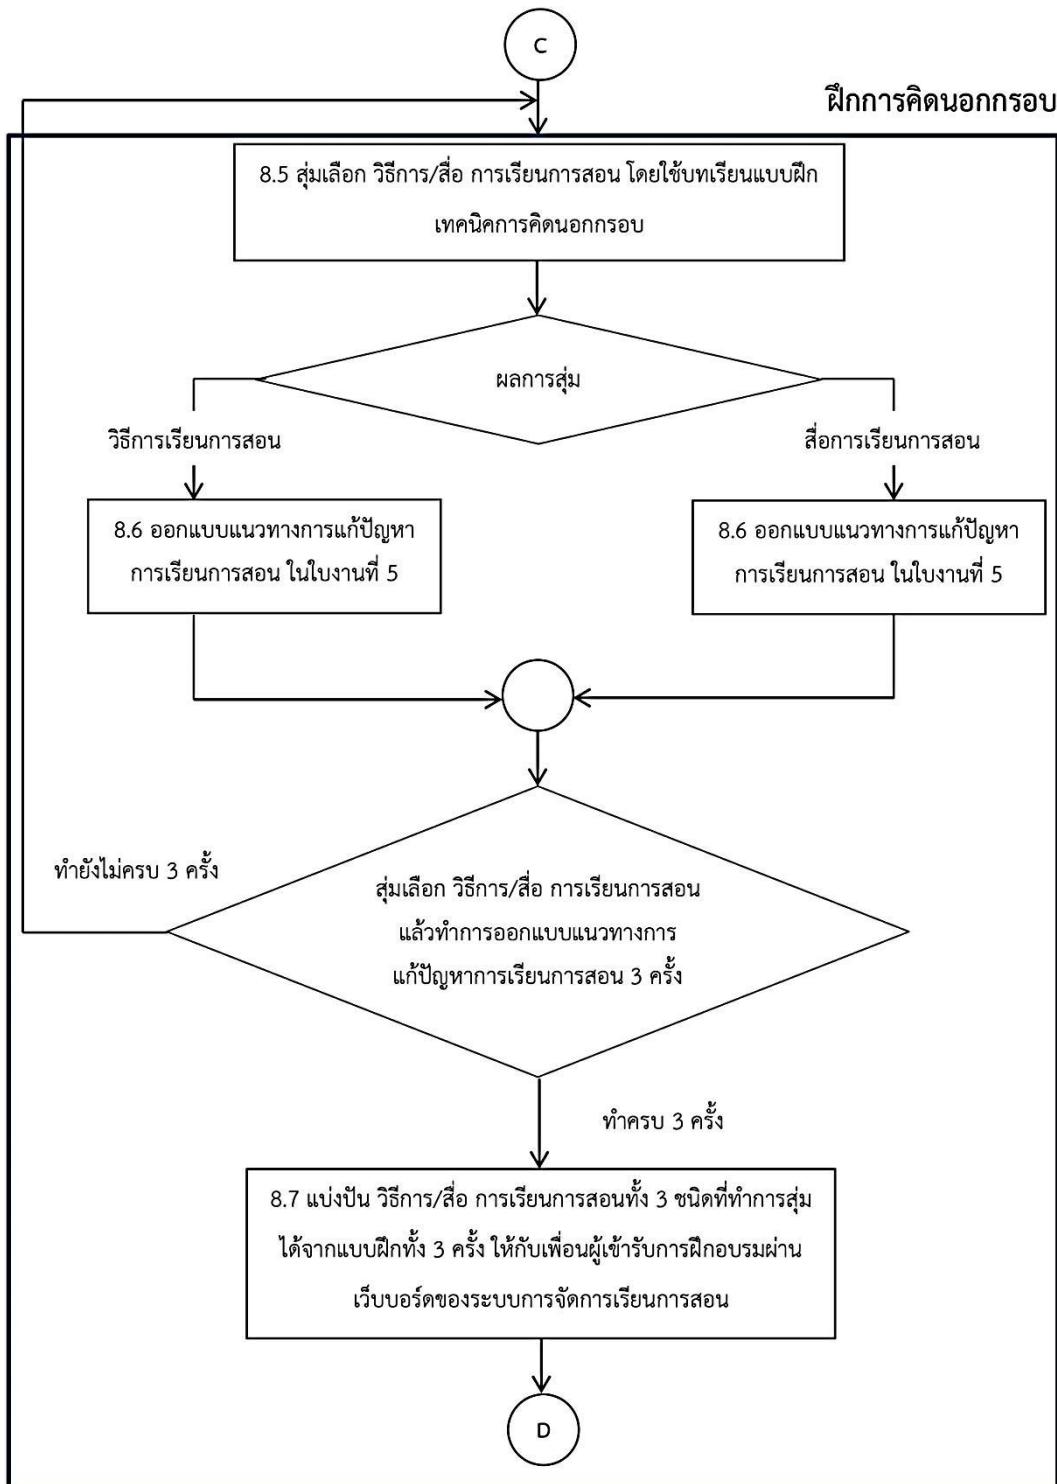 C
ฝึกการคิดนอกกรอบ
8.5 สุ่มเลือก วิธีการ/สื่อ การเรียนการสอน โดยใช้บทเรียนแบบฝึก
เทคนิคการคิดนอกกรอบ
ผลการสุ่ม
วิธีการเรียนการสอน
สื่อการเรียนการสอน
8.6 ออกแบบแนวทางการแก้ปัญหา
การเรียนการสอน ในใบงานที่ 5
8.6 ออกแบบแนวทางการแก้ปัญหา
การเรียนการสอน ในใบงานที่ 5
ทำยังไม่ครบ 3 ครั้ง
สุ่มเลือก วิธีการ/สื่อ การเรียนการสอน
แล้วทำการออกแบบแนวทางการ
แก้ปัญหาการเรียนการสอน 3 ครั้ง
ทำครบ 3 ครั้ง
8.7 แบ่งปัน วิธีการ/สื่อ การเรียนการสอนทั้ง 3 ชนิดที่ทำการสุ่ม
ได้จากแบบฝึกทั้ง 3 ครั้ง ให้กับเพื่อนผู้เข้ารับการฝึกอบรมผ่าน
เว็บบอร์ดของระบบการจัดการเรียนการสอน
D